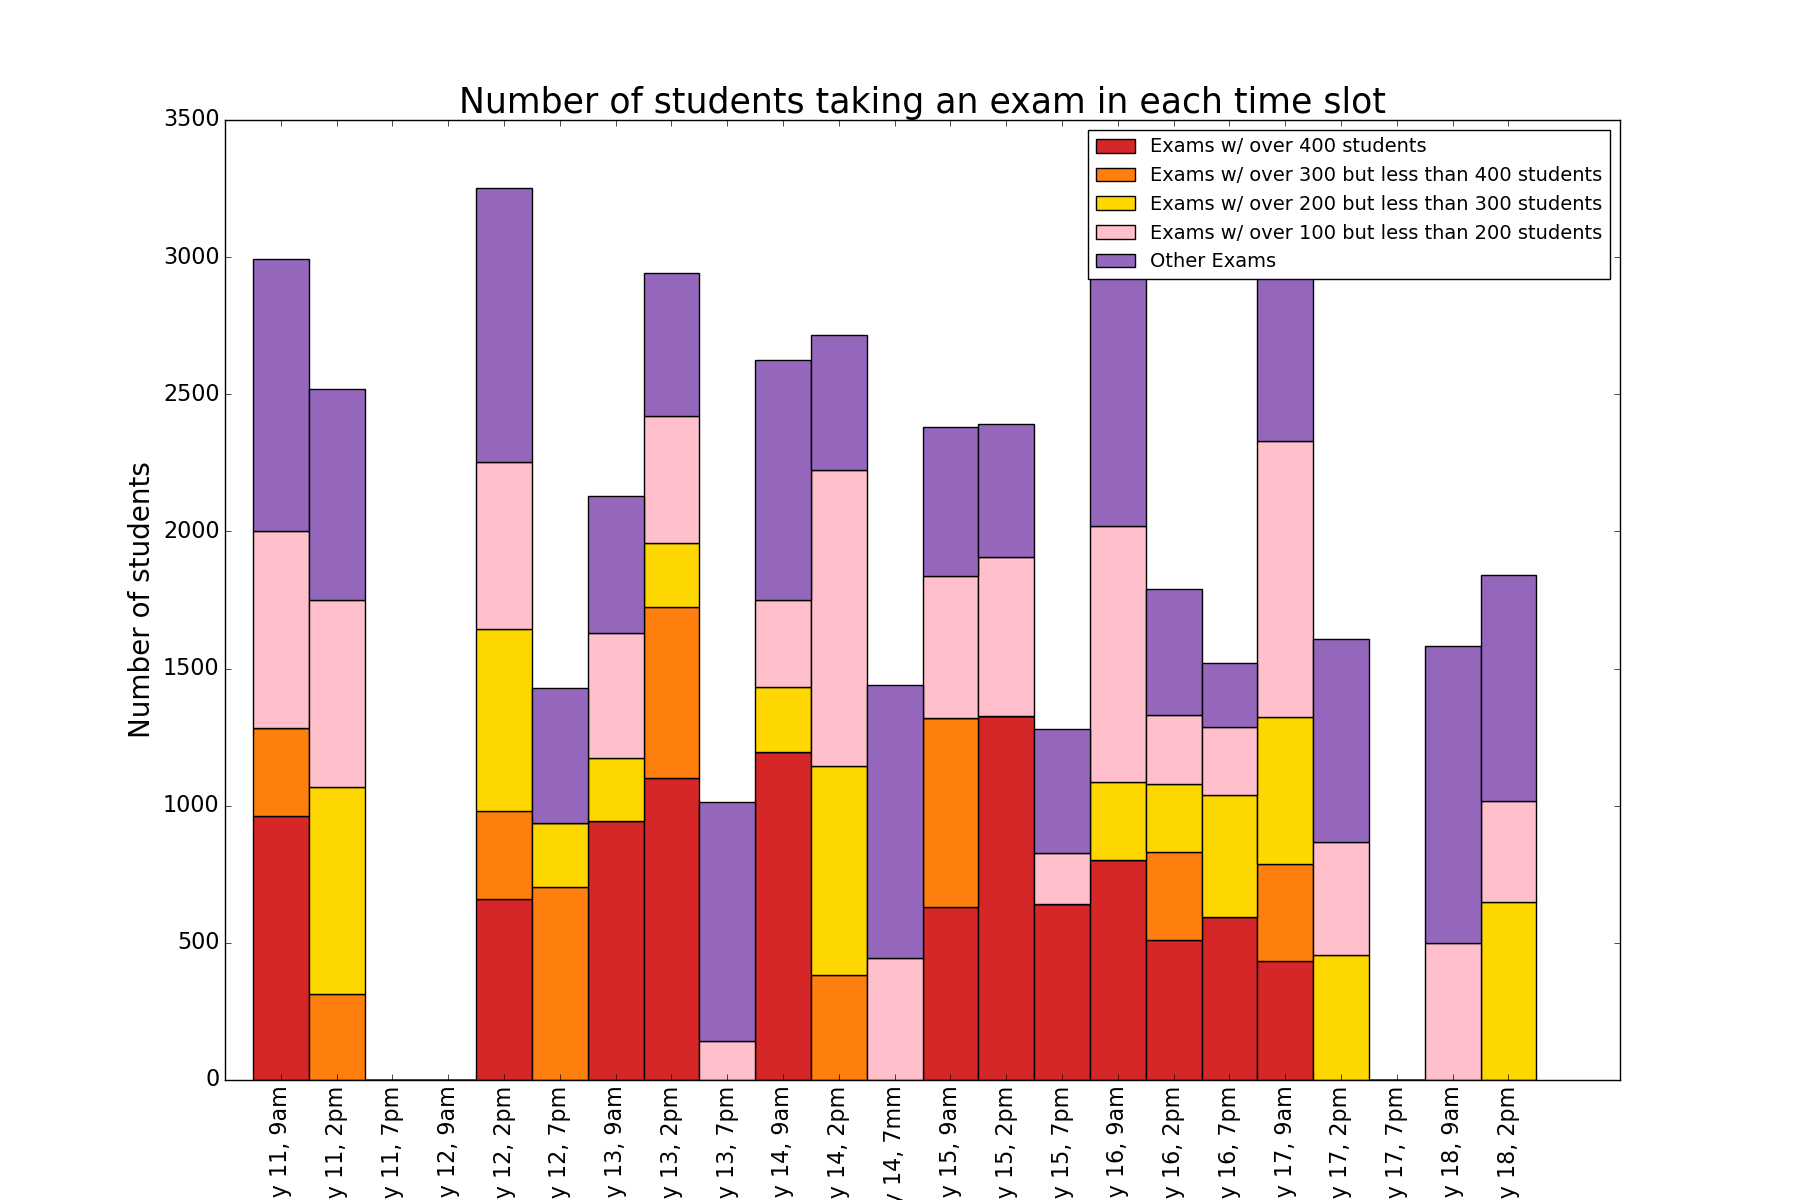 Number of students taking an exam in each time slot
Exams w/ over 400 students
Exams w/ over 300 but less than 400 students
Exams w/ over 200 but less than 300 students
Exams w/ over 100 but less than 200 students
Other Exams
Number of students
3500
3000
2500
2000
1500
1000
500
0
y 11, 9am
y 11, 2pm
y 11, 7pm
y 12, 9am
y 12, 2pm
y 12, 7pm
y 13, 9am
y 13, 2pm
y 13, 7pm
y 14, 9am
y 14, 2pm
y 14, 7mm
y 15, 9am
y 15, 2pm
y 15, 7pm
y 16, 9am
y 16, 2pm
y 16, 7pm
y 17, 9am
y 17, 2pm
y 17, 7pm
y 18, 9am
y 18, 2pm